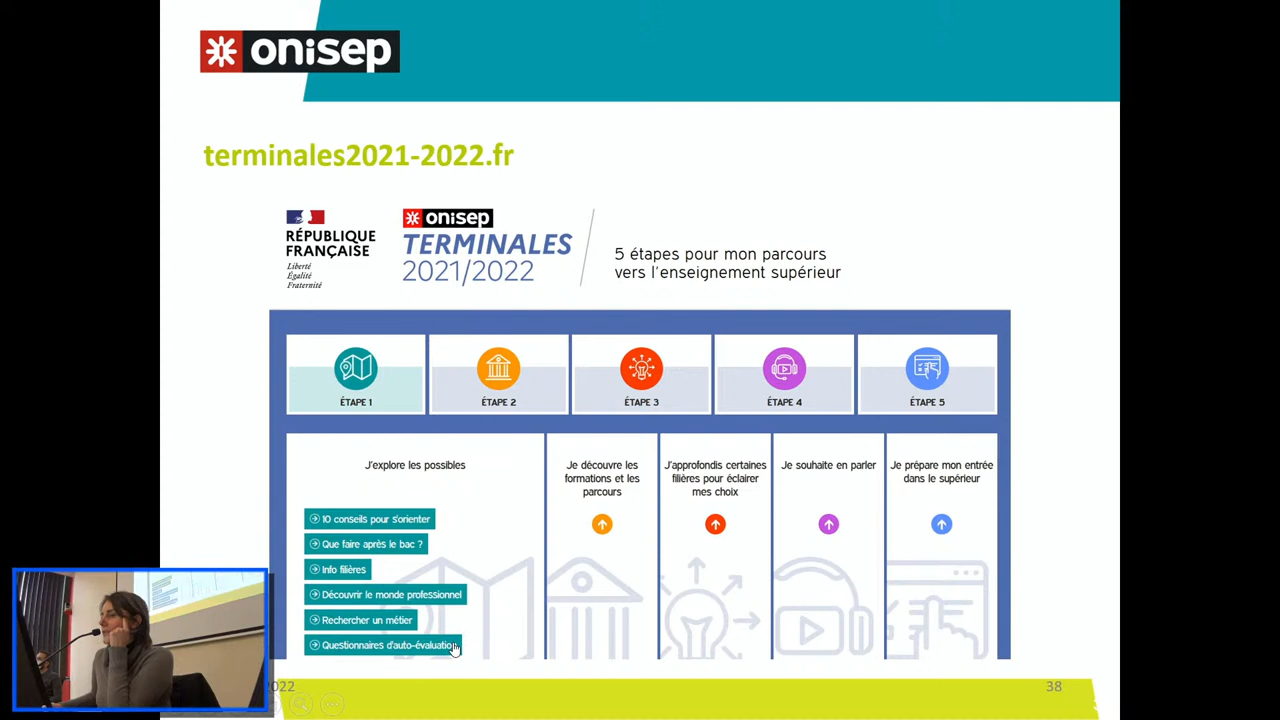 onisep
terminales2021-2022.fr
RÉPUBLIQUE
FRANÇAISE
Liberté
Égalité
Fraternité
onisep
TERMINALES
2021/2022
5 étapes pour mon parcours
vers l'enseignement supérieur
ÉTAPE 1
ÉTAPE 2
ÉTAPE 3
ÉTAPE 4
ÉTAPE 5
J'explore les possibles
10 conseils pour s'orienter
Que faire après le bac ?
Info filières
Découvrir le monde professionnel
Rechercher un métier
Questionnaires d'auto-évaluation
Je découvre les
formations et les
parcours
J'approfondis certaines
filières pour éclairer
mes choix
Je souhaite en parler
Je prépare mon entrée
dans le supérieur
2022
38